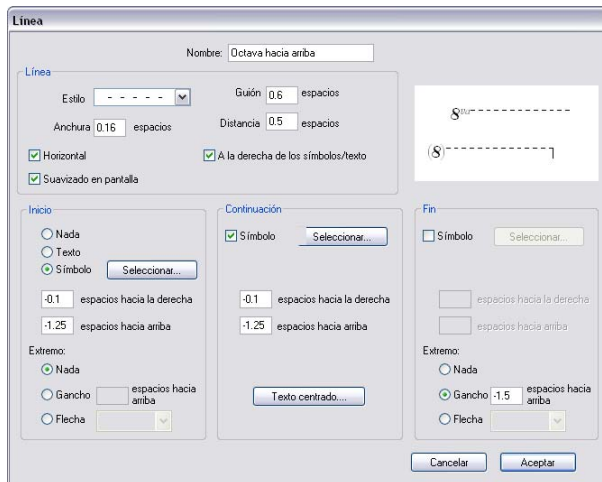 Línea
Nombre: Octava hacia arriba
Línea
Estilo
Guión 0.6 espacios
Anchura 0.16 espacios
Distancia 0.5 espacios
Horizontal
A la derecha de los símbolos/texto
Suavizado en pantalla
8va
(8)
Inicio
Nada
Texto
Símbolo Seleccionar...
-0.1 espacios hacia la derecha
-1.25 espacios hacia arriba
Extremo:
Nada
Gancho espacios hacia
arriba
Flecha
Continuación
Símbolo Seleccionar...
-0.1 espacios hacia la derecha
-1.25 espacios hacia arriba
Texto centrado....
Fin
Símbolo Seleccionar...
espacios hacia la derecha
espacios hacia arriba
Extremo:
Nada
Gancho -1.5 espacios hacia
arriba
Flecha
Cancelar
Aceptar